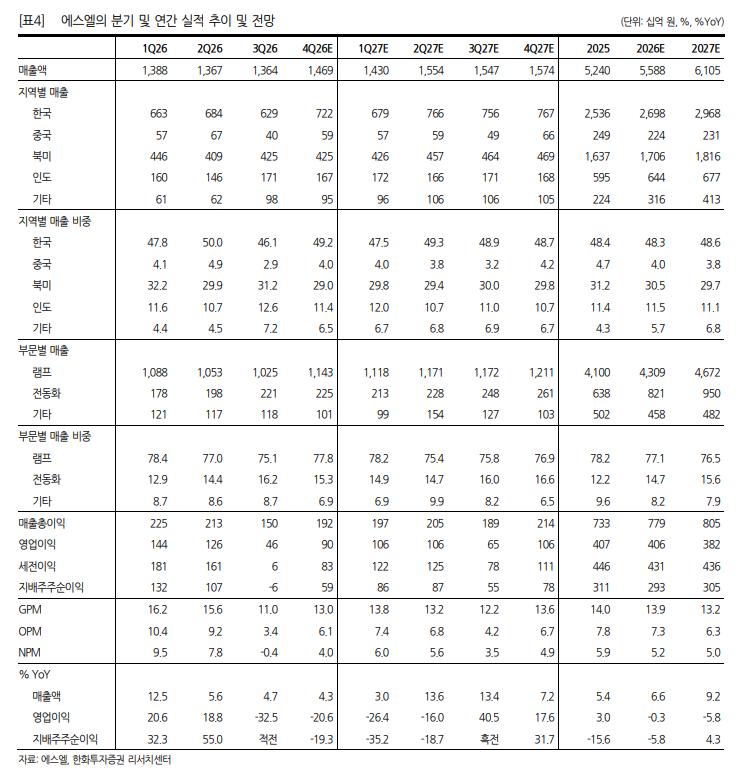 [표4] 에스엘의 분기 및 연간 실적 추이 및 전망 (단위: 십억 원, %, %YoY)
1Q26 2Q26 3Q26 4Q26E 1Q27E 2Q27E 3Q27E 4Q27E 2025 2026E 2027E
매출액 1,388 1,367 1,364 1,469 1,430 1,554 1,547 1,574 5,240 5,588 6,105
지역별 매출
한국 663 684 629 722 679 766 756 767 2,536 2,698 2,968
중국 57 67 40 59 57 59 49 66 249 224 231
북미 446 409 425 425 426 457 464 469 1,637 1,706 1,816
인도 160 146 171 167 172 166 171 168 595 644 677
기타 61 62 98 95 96 106 106 105 224 316 413
지역별 매출 비중
한국 47.8 50.0 46.1 49.2 47.5 49.3 48.9 48.7 48.4 48.3 48.6
중국 4.1 4.9 2.9 4.0 4.0 3.8 3.2 4.2 4.7 4.0 3.8
북미 32.2 29.9 31.2 29.0 29.8 29.4 30.0 29.8 31.2 30.5 29.7
인도 11.6 10.7 12.6 11.4 12.0 10.7 11.0 10.7 11.4 11.5 11.1
기타 4.4 4.5 7.2 6.5 6.7 6.8 6.9 6.7 4.3 5.7 6.8
부문별 매출
램프 1,088 1,053 1,025 1,143 1,118 1,171 1,172 1,211 4,100 4,309 4,672
전동화 178 198 221 225 213 228 248 261 638 821 950
기타 121 117 118 101 99 154 127 103 502 458 482
부문별 매출 비중
램프 78.4 77.0 75.1 77.8 78.2 75.4 75.8 76.9 78.2 77.1 76.5
전동화 12.9 14.4 16.2 15.3 14.9 14.7 16.0 16.6 12.2 14.7 15.6
기타 8.7 8.6 8.7 6.9 6.9 9.9 8.2 6.5 9.6 8.2 7.9
매출총이익 225 213 150 192 197 205 189 214 733 779 805
영업이익 144 126 46 90 106 106 65 106 407 406 382
세전이익 181 161 6 83 122 125 78 111 446 431 436
지배주주순이익 132 107 -6 59 86 87 55 78 311 293 305
GPM 16.2 15.6 11.0 13.0 13.8 13.2 12.2 13.6 14.0 13.9 13.2
OPM 10.4 9.2 3.4 6.1 7.4 6.8 4.2 6.7 7.8 7.3 6.3
NPM 9.5 7.8 -0.4 4.0 6.0 5.6 3.5 4.9 5.9 5.2 5.0
% YoY
매출액 12.5 5.6 4.7 4.3 3.0 13.6 13.4 7.2 5.4 6.6 9.2
영업이익 20.6 18.8 -32.5 -20.6 -26.4 -16.0 40.5 17.6 3.0 -0.3 -5.8
지배주주순이익 32.3 55.0 적전 -19.3 -35.2 -18.7 흑전 31.7 -15.6 -5.8 4.3
자료: 에스엘, 한화투자증권 리서치센터